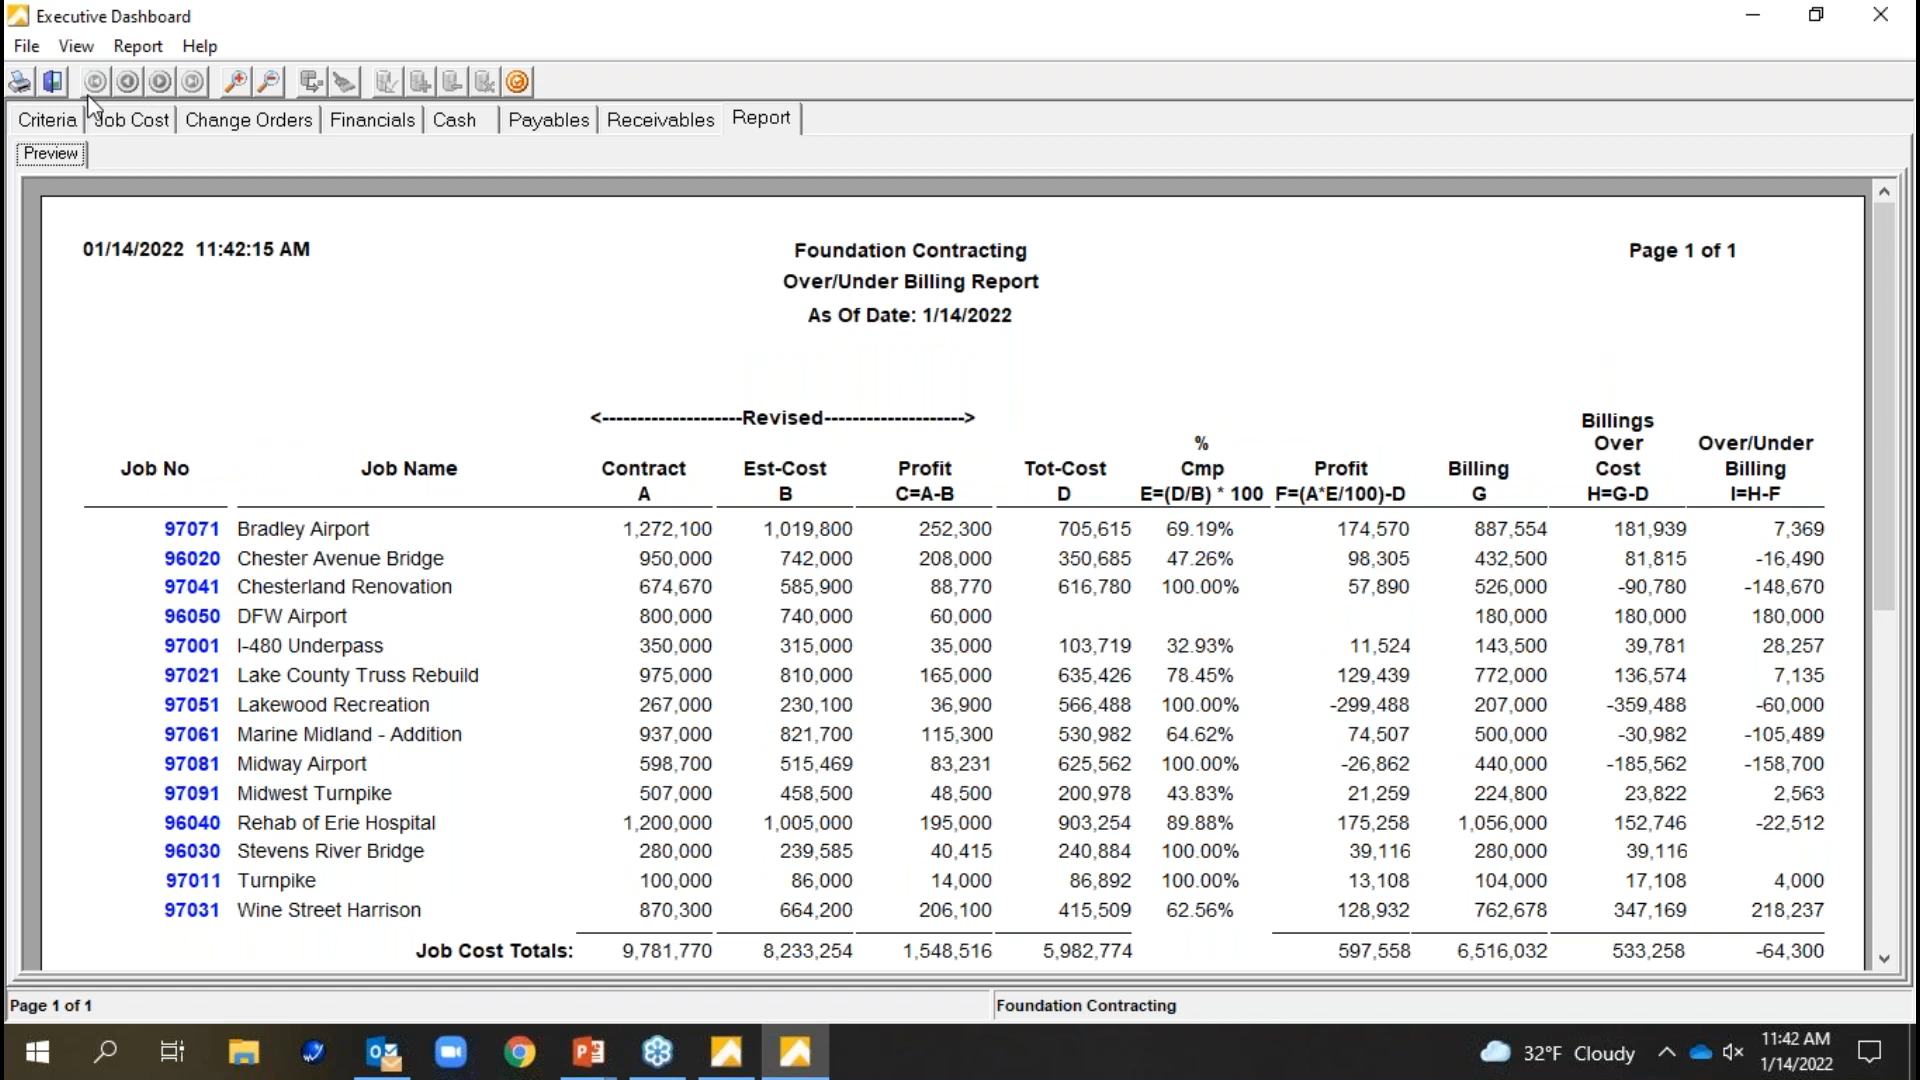 Executive Dashboard
File View Report Help
Criteria Job Cost Change Orders Financials Cash Payables Receivables Report
Preview
01/14/2022 11:42:15 AM Foundation Contracting Page 1 of 1
Over/Under Billing Report
As Of Date: 1/14/2022
<--------------------Revised-------------------->
Billings
% Over Over/Under
Job No Job Name Contract Est-Cost Profit Tot-Cost Cmp Profit Billing Cost Billing
A B C=A-B D E=(D/B) * 100 F=(A*E/100)-D G H=G-D I=H-F
97071 Bradley Airport 1,272,100 1,019,800 252,300 705,615 69.19% 174,570 887,554 181,939 7,369
96020 Chester Avenue Bridge 950,000 742,000 208,000 350,685 47.26% 98,305 432,500 81,815 -16,490
97041 Chesterland Renovation 674,670 585,900 88,770 616,780 100.00% 57,890 526,000 -90,780 -148,670
96050 DFW Airport 800,000 740,000 60,000 180,000 180,000 180,000
97001 I-480 Underpass 350,000 315,000 35,000 103,719 32.93% 11,524 143,500 39,781 28,257
97021 Lake County Truss Rebuild 975,000 810,000 165,000 635,426 78.45% 129,439 772,000 136,574 7,135
97051 Lakewood Recreation 267,000 230,100 36,900 566,488 100.00% -299,488 207,000 -359,488 -60,000
97061 Marine Midland - Addition 937,000 821,700 115,300 530,982 64.62% 74,507 500,000 -30,982 -105,489
97081 Midway Airport 598,700 515,469 83,231 625,562 100.00% -26,862 440,000 -185,562 -158,700
97091 Midwest Turnpike 507,000 458,500 48,500 200,978 43.83% 21,259 224,800 23,822 2,563
96040 Rehab of Erie Hospital 1,200,000 1,005,000 195,000 903,254 89.88% 175,258 1,056,000 152,746 -22,512
96030 Stevens River Bridge 280,000 239,585 40,415 240,884 100.00% 39,116 280,000 39,116
97011 Turnpike 100,000 86,000 14,000 86,892 100.00% 13,108 104,000 17,108 4,000
97031 Wine Street Harrison 870,300 664,200 206,100 415,509 62.56% 128,932 762,678 347,169 218,237
Job Cost Totals: 9,781,770 8,233,254 1,548,516 5,982,774 597,558 6,516,032 533,258 -64,300
Page 1 of 1 Foundation Contracting
32°F Cloudy 11:42 AM
1/14/2022